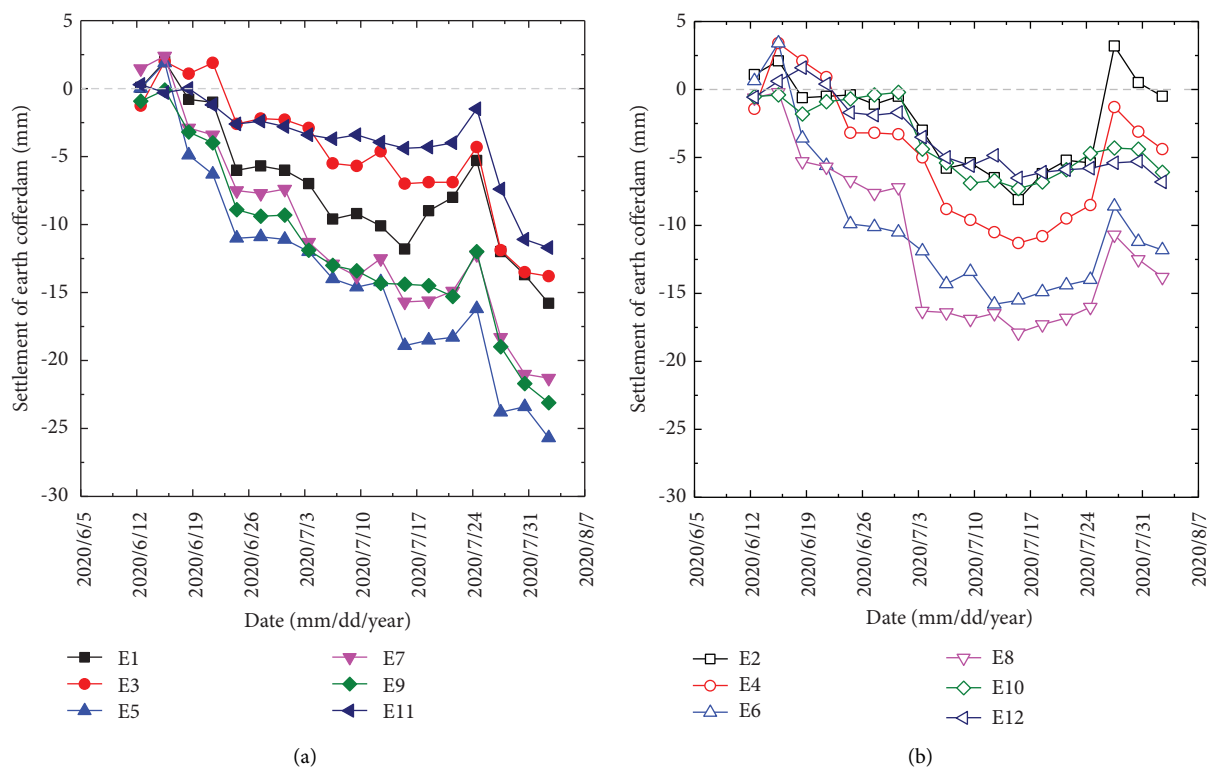 Settlement of earth cofferdam (mm)
5
0
-5
-10
-15
-20
-25
-30
2020/6/5
2020/6/12
2020/6/19
2020/6/26
2020/7/3
2020/7/10
2020/7/17
2020/7/24
2020/7/31
2020/8/7
Date (mm/dd/year)
E1
E3
E5
E7
E9
E11
(a)
Settlement of earth cofferdam (mm)
5
0
-5
-10
-15
-20
-25
-30
2020/6/5
2020/6/12
2020/6/19
2020/6/26
2020/7/3
2020/7/10
2020/7/17
2020/7/24
2020/7/31
2020/8/7
Date (mm/dd/year)
E2
E4
E6
E8
E10
E12
(b)